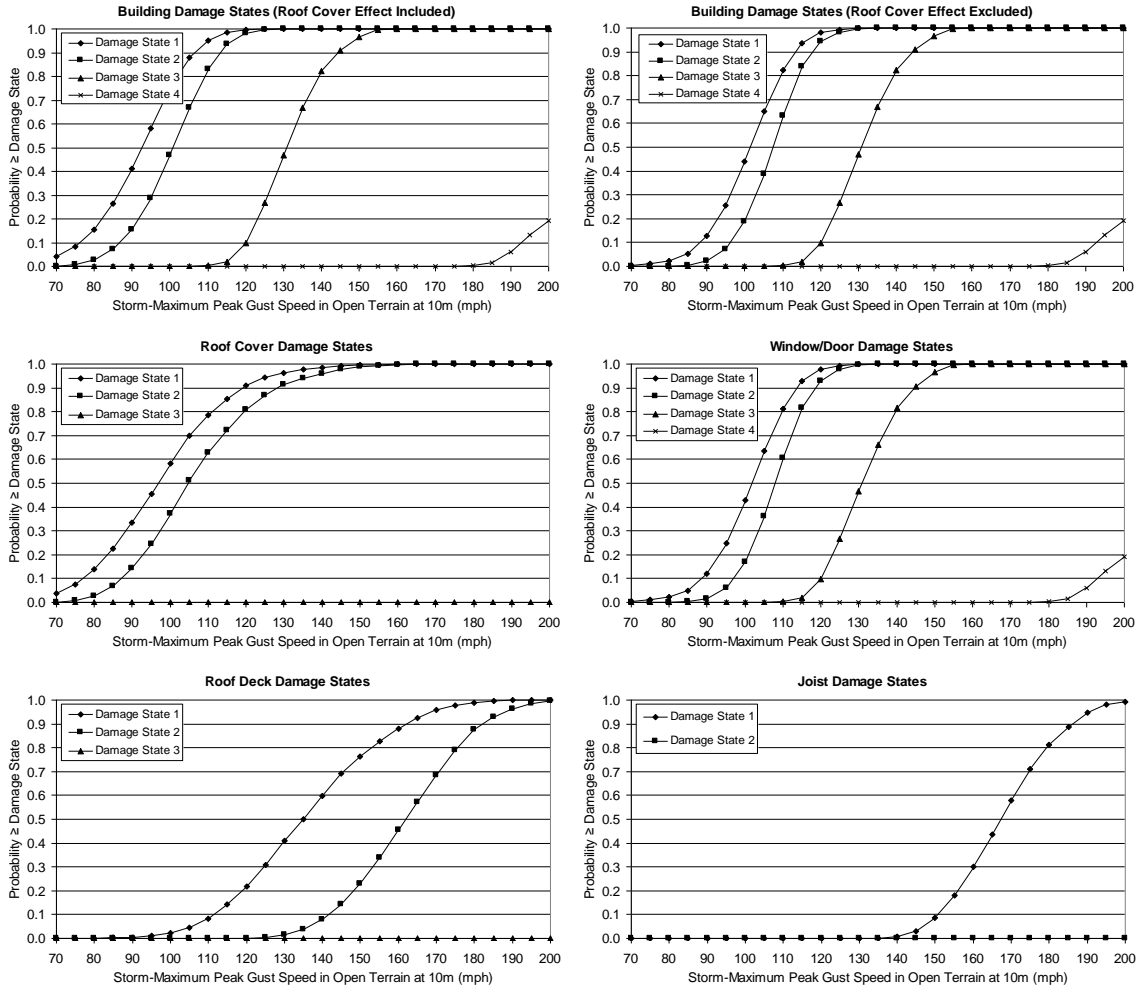 Building Damage States (Roof Cover Effect Included)
1.0
0.9
0.8
0.7
0.6
0.5
0.4
0.3
0.2
0.1
0.0
Probability ≥ Damage State
Damage State 1
Damage State 2
Damage State 3
Damage State 4
70 80 90 100 110 120 130 140 150 160 170 180 190 200
Storm-Maximum Peak Gust Speed in Open Terrain at 10m (mph)
Building Damage States (Roof Cover Effect Excluded)
1.0
0.9
0.8
0.7
0.6
0.5
0.4
0.3
0.2
0.1
0.0
Probability ≥ Damage State
Damage State 1
Damage State 2
Damage State 3
Damage State 4
70 80 90 100 110 120 130 140 150 160 170 180 190 200
Storm-Maximum Peak Gust Speed in Open Terrain at 10m (mph)
Roof Cover Damage States
1.0
0.9
0.8
0.7
0.6
0.5
0.4
0.3
0.2
0.1
0.0
Probability ≥ Damage State
Damage State 1
Damage State 2
Damage State 3
70 80 90 100 110 120 130 140 150 160 170 180 190 200
Storm-Maximum Peak Gust Speed in Open Terrain at 10m (mph)
Window/Door Damage States
1.0
0.9
0.8
0.7
0.6
0.5
0.4
0.3
0.2
0.1
0.0
Probability ≥ Damage State
Damage State 1
Damage State 2
Damage State 3
Damage State 4
70 80 90 100 110 120 130 140 150 160 170 180 190 200
Storm-Maximum Peak Gust Speed in Open Terrain at 10m (mph)
Roof Deck Damage States
1.0
0.9
0.8
0.7
0.6
0.5
0.4
0.3
0.2
0.1
0.0
Probability ≥ Damage State
Damage State 1
Damage State 2
Damage State 3
70 80 90 100 110 120 130 140 150 160 170 180 190 200
Storm-Maximum Peak Gust Speed in Open Terrain at 10m (mph)
Joist Damage States
1.0
0.9
0.8
0.7
0.6
0.5
0.4
0.3
0.2
0.1
0.0
Probability ≥ Damage State
Damage State 1
Damage State 2
70 80 90 100 110 120 130 140 150 160 170 180 190 200
Storm-Maximum Peak Gust Speed in Open Terrain at 10m (mph)